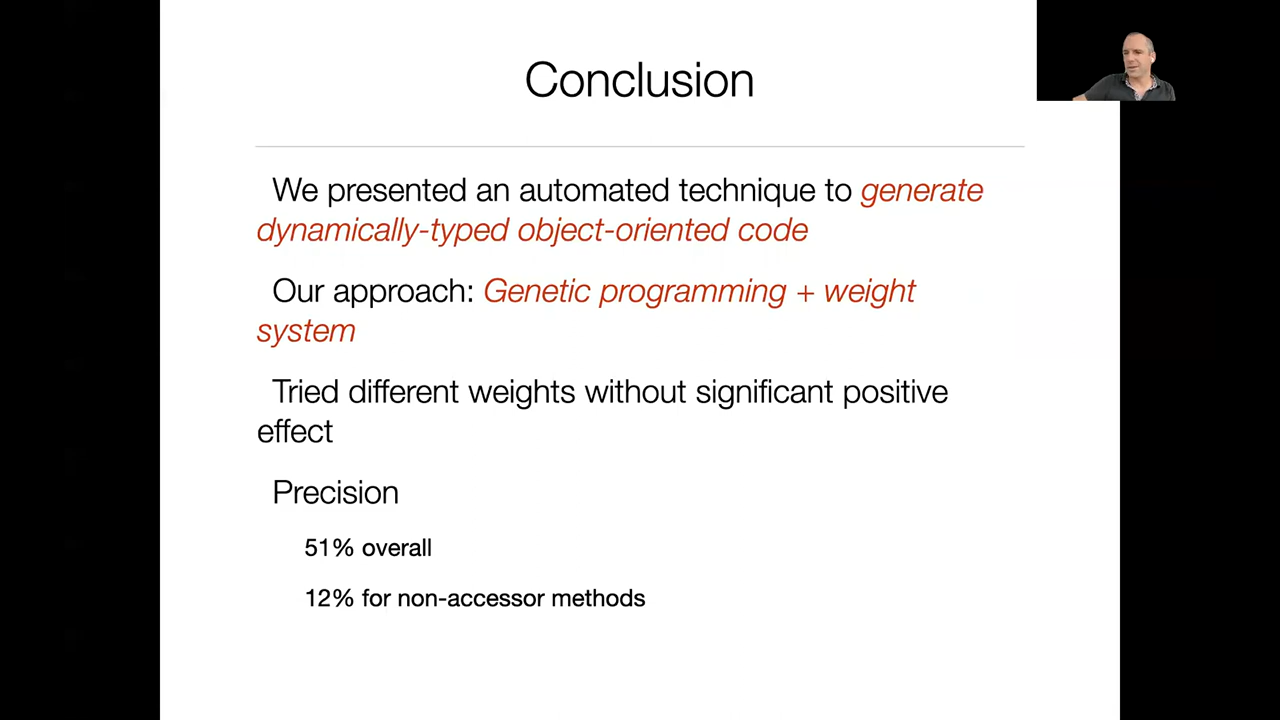 Conclusion
We presented an automated technique to generate
dynamically-typed object-oriented code
Our approach: Genetic programming + weight
system
Tried different weights without significant positive
effect
Precision
51% overall
12% for non-accessor methods